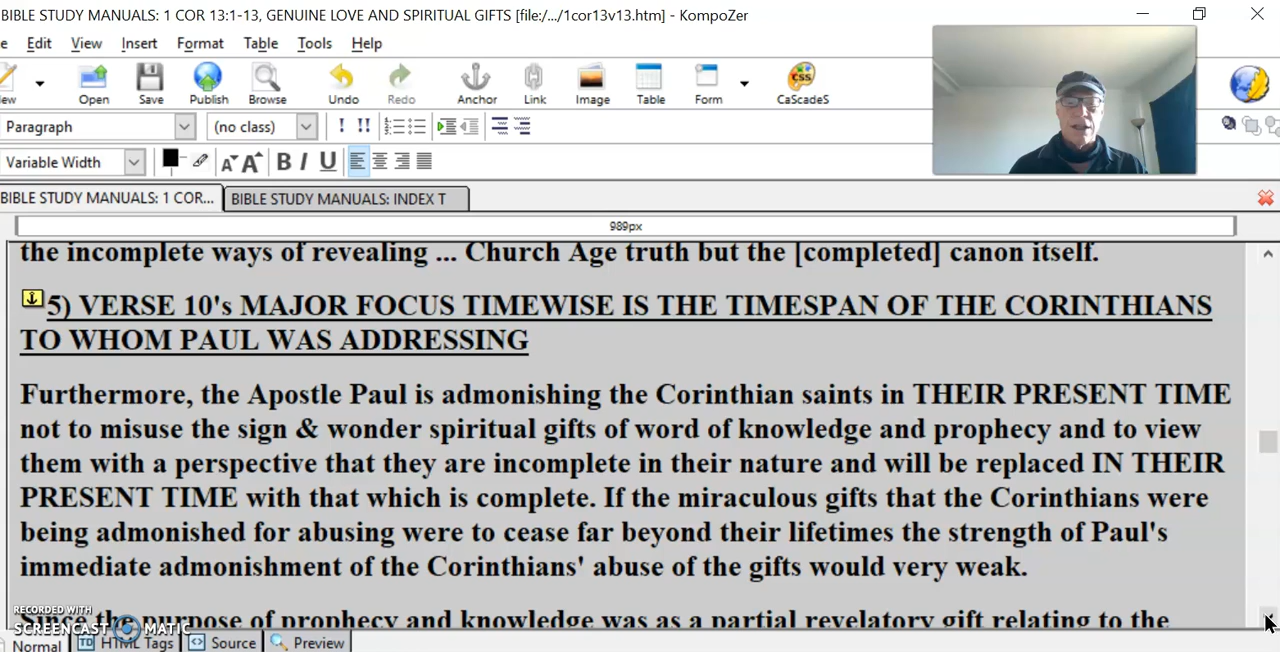 BIBLE STUDY MANUALS: 1 COR 13:1-13, GENUINE LOVE AND SPIRITUAL GIFTS [file:/.../1cor13v13.htm] - KompoZer
e Edit View Insert Format Table Tools Help
ew Open Save Publish Browse Undo Redo Anchor Link Image Table Form CaScadeS
Paragraph (no class) ! !!
Variable Width A A B I U
BIBLE STUDY MANUALS: 1 COR... BIBLE STUDY MANUALS: INDEX T
989px
the incomplete ways of revealing ... Church Age truth but the [completed] canon itself.
5) VERSE 10's MAJOR FOCUS TIMEWISE IS THE TIMESPAN OF THE CORINTHIANS
TO WHOM PAUL WAS ADDRESSING
Furthermore, the Apostle Paul is admonishing the Corinthian saints in THEIR PRESENT TIME
not to misuse the sign & wonder spiritual gifts of word of knowledge and prophecy and to view
them with a perspective that they are incomplete in their nature and will be replaced IN THEIR
PRESENT TIME with that which is complete. If the miraculous gifts that the Corinthians were
being admonished for abusing were to cease far beyond their lifetimes the strength of Paul's
immediate admonishment of the Corinthians' abuse of the gifts would very weak.
Since the purpose of prophecy and knowledge was as a partial revelatory gift relating to the
RECORDED WITH
SCREENCAST MATIC
Normal TD HTML Tags <> Source Preview